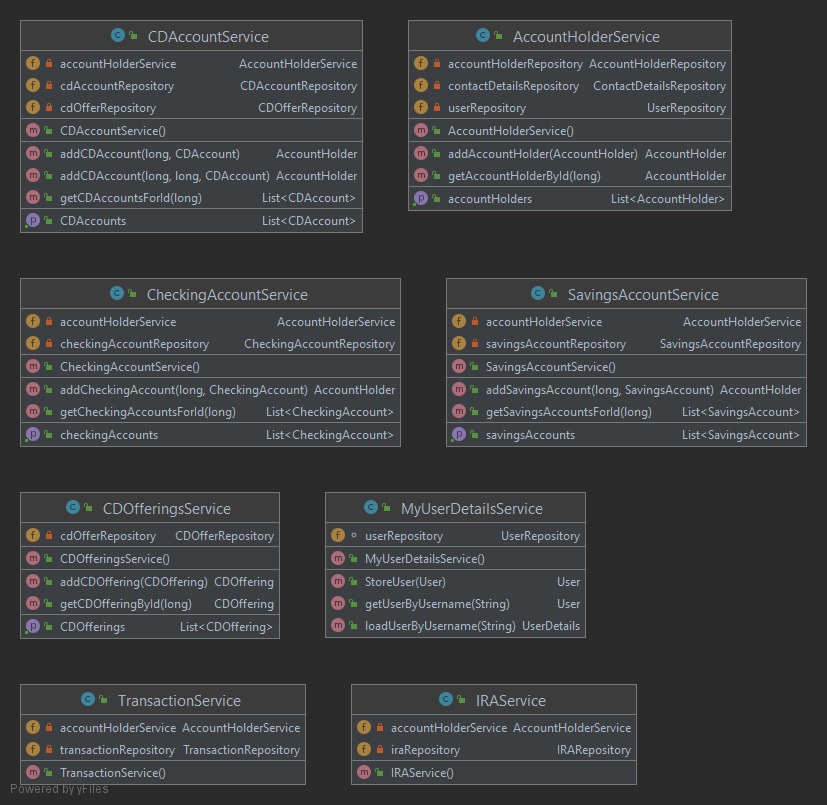 CDAccountService
accountHolderService AccountHolderService
cdAccountRepository CDAccountRepository
cdOfferRepository CDOfferRepository
CDAccountService()
addCDAccount(long, CDAccount) AccountHolder
addCDAccount(long, long, CDAccount) AccountHolder
getCDAccountsForId(long) List<CDAccount>
CDAccounts List<CDAccount>
AccountHolderService
accountHolderRepository AccountHolderRepository
contactDetailsRepository ContactDetailsRepository
userRepository UserRepository
AccountHolderService()
addAccountHolder(AccountHolder) AccountHolder
getAccountHolderById(long) AccountHolder
accountHolders List<AccountHolder>
CheckingAccountService
accountHolderService AccountHolderService
checkingAccountRepository CheckingAccountRepository
CheckingAccountService()
addCheckingAccount(long, CheckingAccount) AccountHolder
getCheckingAccountsForId(long) List<CheckingAccount>
checkingAccounts List<CheckingAccount>
SavingsAccountService
accountHolderService AccountHolderService
savingsAccountRepository SavingsAccountRepository
SavingsAccountService()
addSavingsAccount(long, SavingsAccount) AccountHolder
getSavingsAccountsForId(long) List<SavingsAccount>
savingsAccounts List<SavingsAccount>
CDOfferingsService
cdOfferRepository CDOfferRepository
CDOfferingsService()
addCDOffering(CDOffering) CDOffering
getCDOfferingById(long) CDOffering
CDOfferings List<CDOffering>
MyUserDetailsService
userRepository UserRepository
MyUserDetailsService()
StoreUser(User) User
getUserByUsername(String) User
loadUserByUsername(String) UserDetails
TransactionService
accountHolderService AccountHolderService
transactionRepository TransactionRepository
TransactionService()
IRAService
accountHolderService AccountHolderService
iraRepository IRARepository
IRAService()
Powered by yFiles